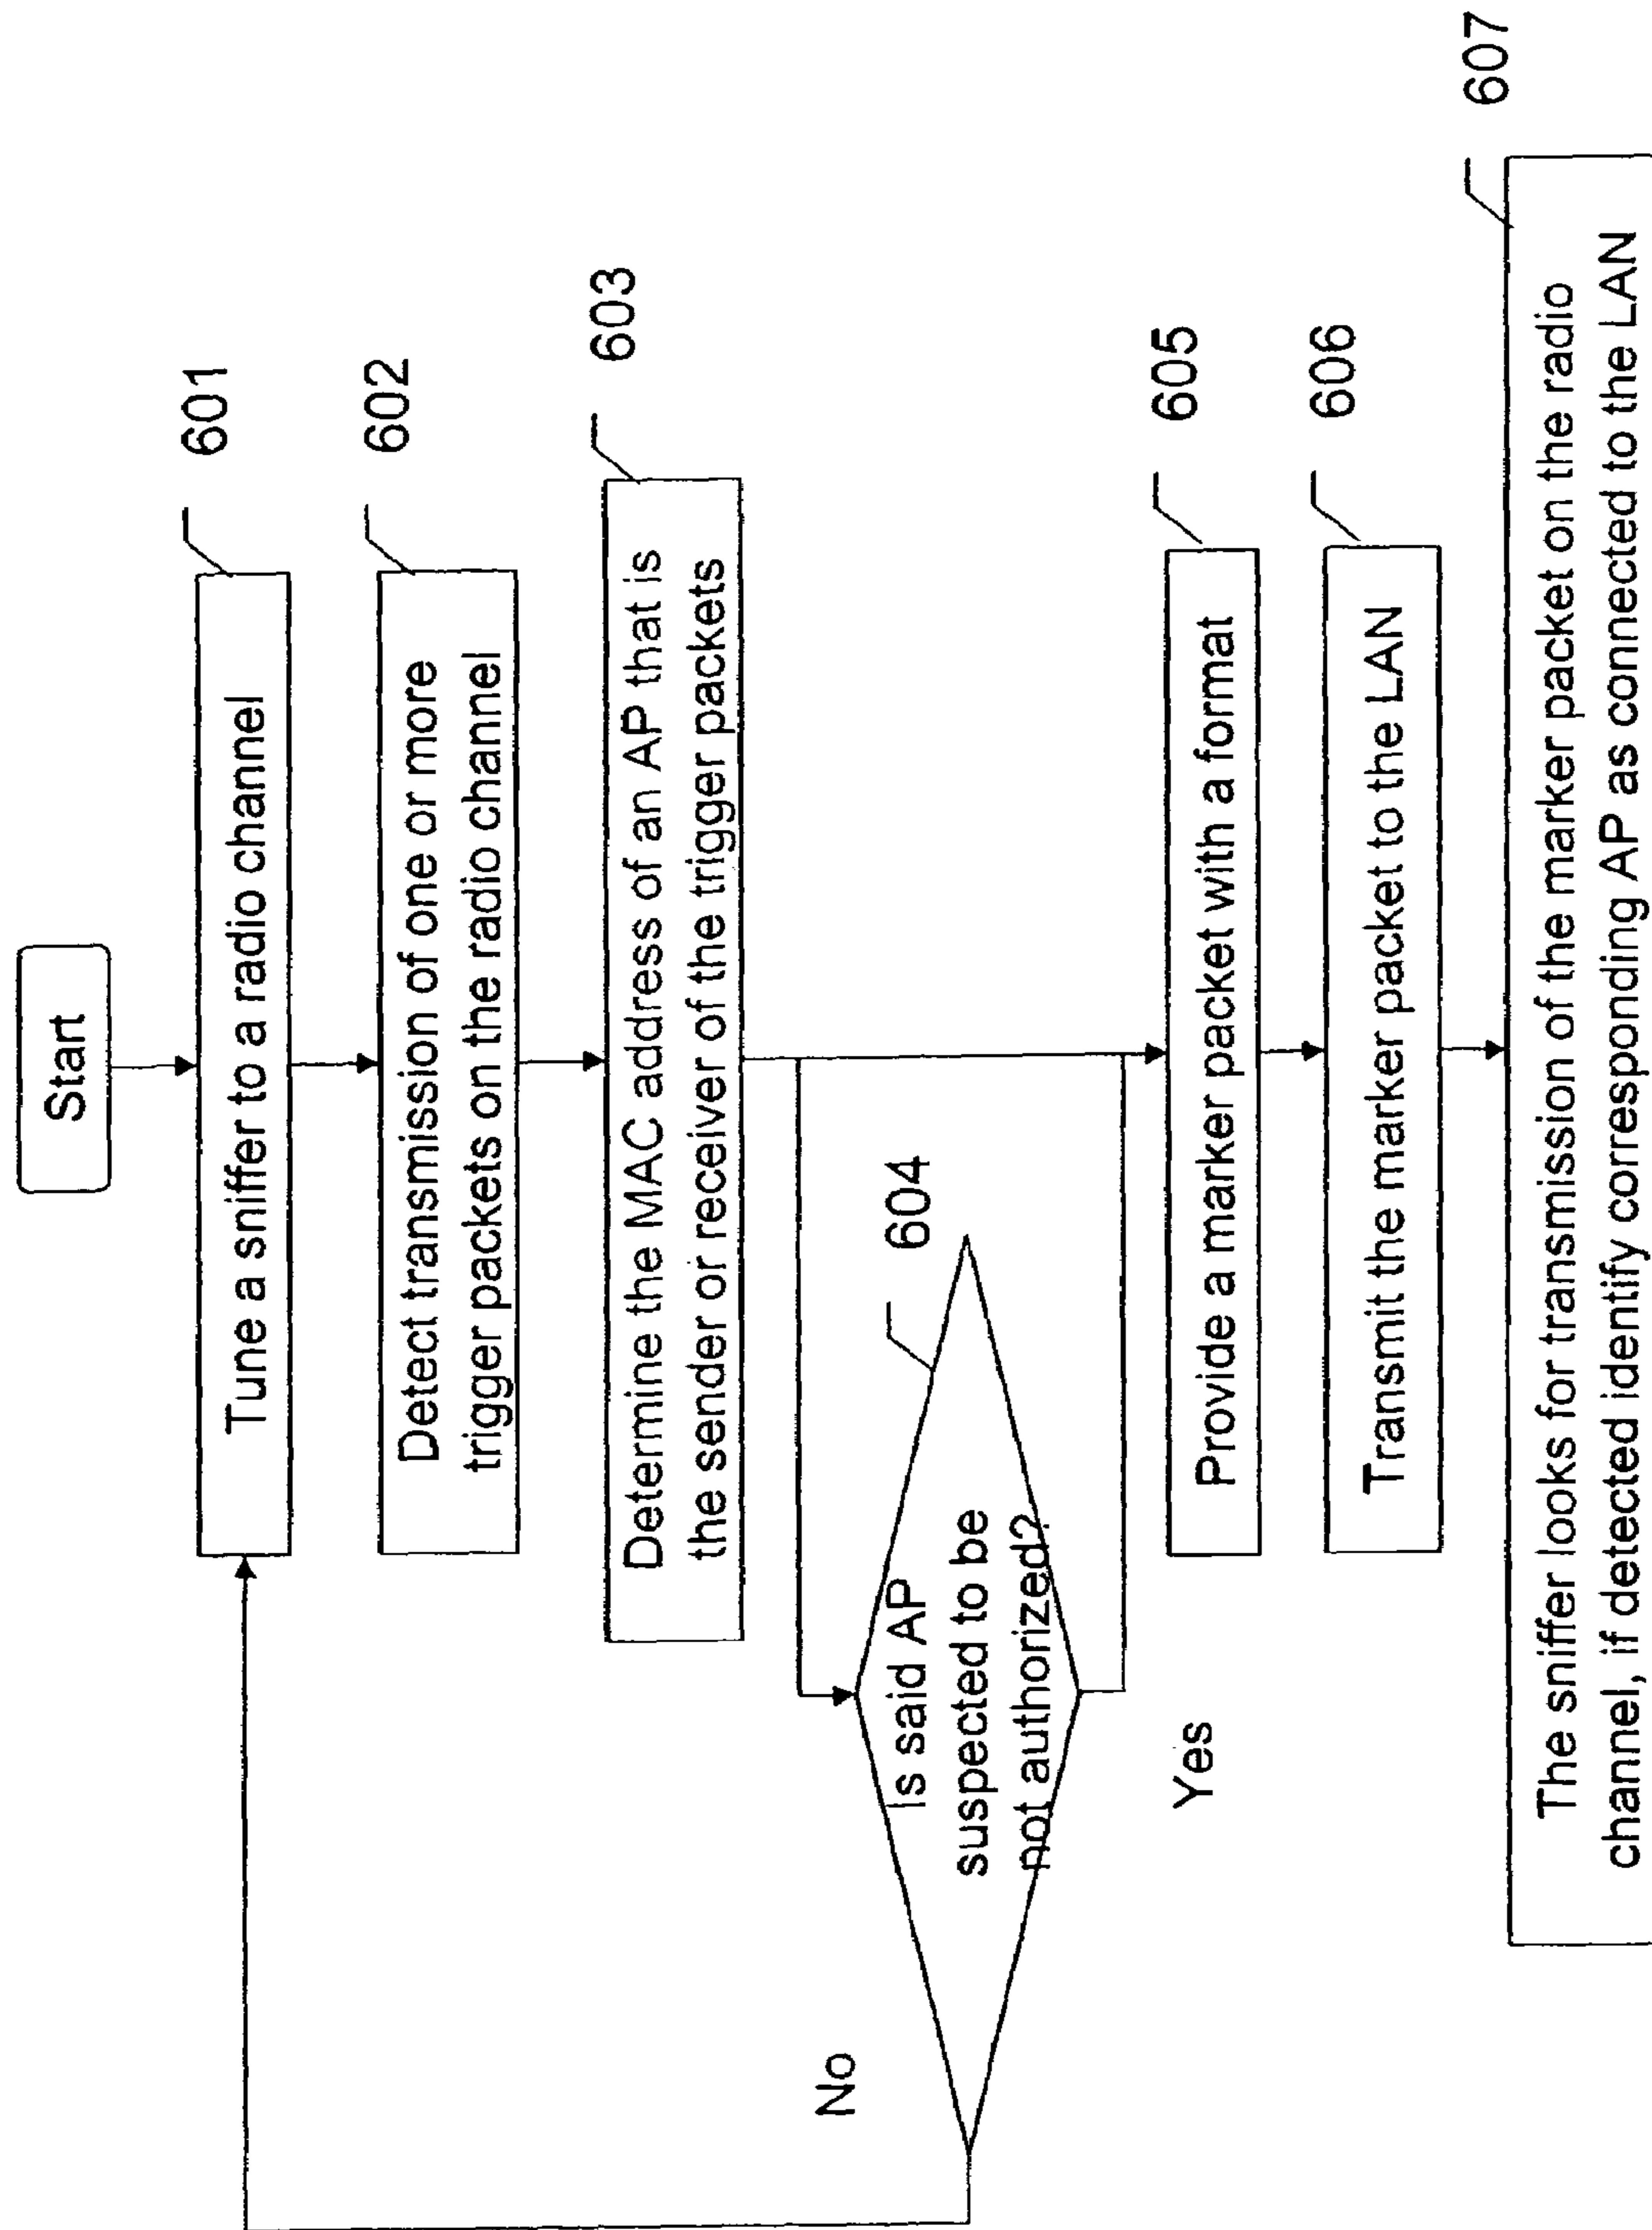 Start
601
Tune a sniffer to a radio channel
602
Detect transmission of one or more
trigger packets on the radio channel
603
Determine the MAC address of an AP that is
the sender or receiver of the trigger packets
604
Is said AP
suspected to be
not authorized?
No
Yes
605
Provide a marker packet with a format
606
Transmit the marker packet to the LAN
607
The sniffer looks for transmission of the marker packet on the radio
channel, if detected identify corresponding AP as connected to the LAN